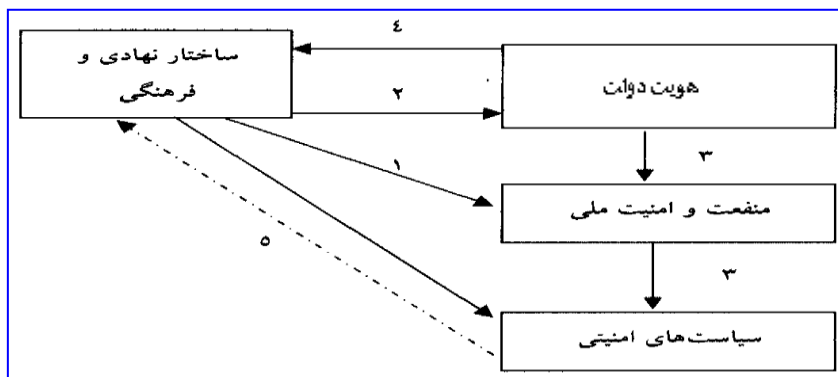 ساختار نهادی و
فرهنگی
٤
هویت دولت
۲
۳
۱
منفعت و امنیت ملی
۵
۳
سیاست‌های امنیتی